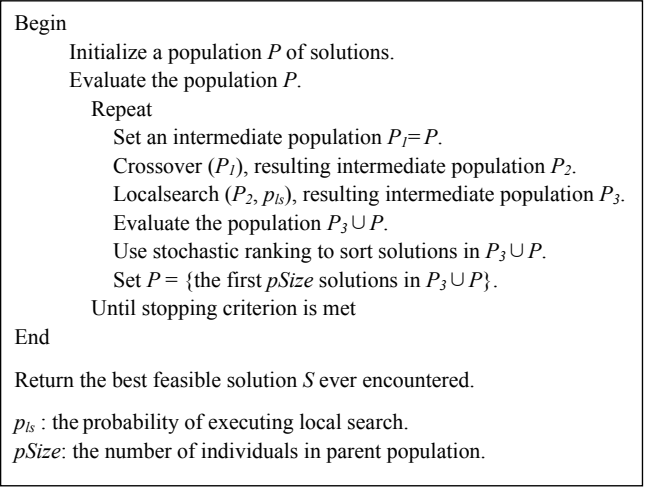 Begin
Initialize a population P of solutions.
Evaluate the population P.
Repeat
Set an intermediate population P₁= P.
Crossover (P₁), resulting intermediate population P₂.
Localsearch (P₂, pₗₛ), resulting intermediate population P₃.
Evaluate the population P₃ ∪ P.
Use stochastic ranking to sort solutions in P₃ ∪ P.
Set P = {the first pSize solutions in P₃ ∪ P}.
Until stopping criterion is met
End
Return the best feasible solution S ever encountered.
pₗₛ : the probability of executing local search.
pSize: the number of individuals in parent population.